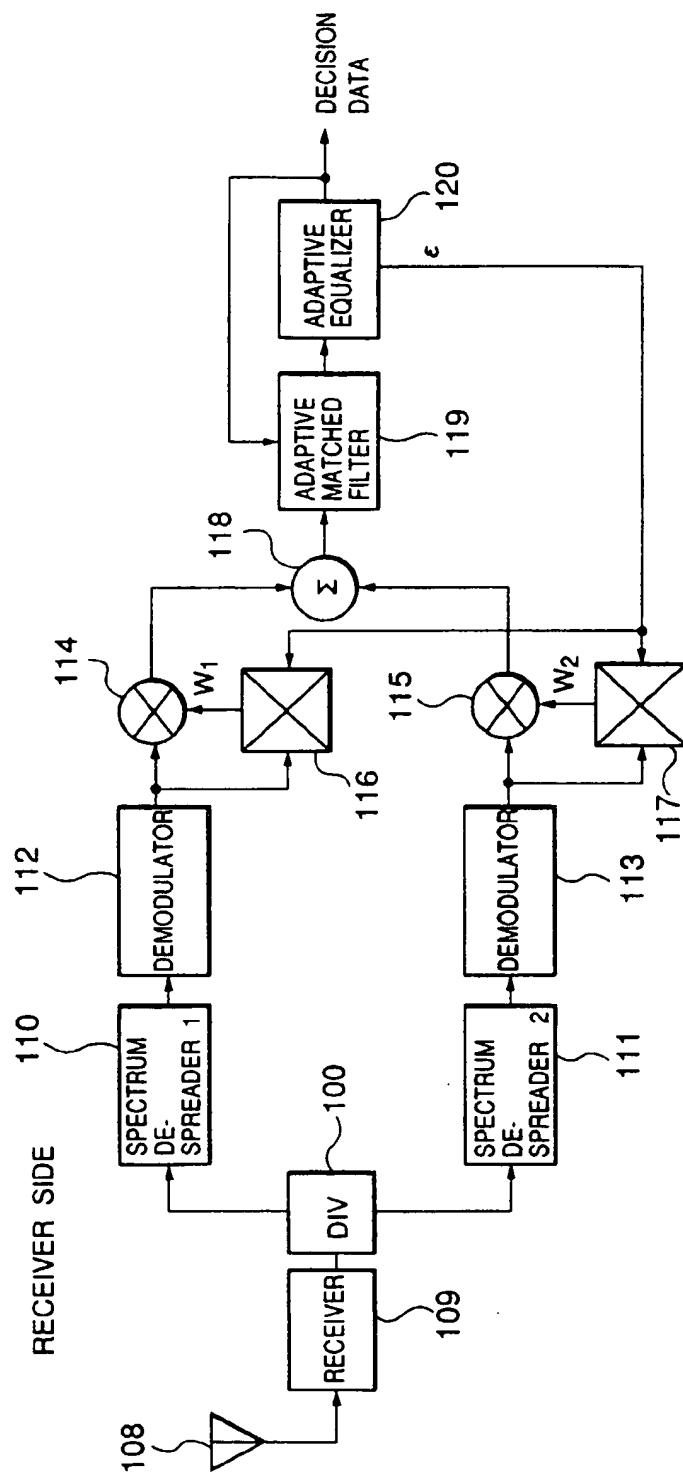 RECEIVER SIDE
108
RECEIVER
109
DIV
100
SPECTRUM
DE-
SPREADER 1
110
SPECTRUM
DE-
SPREADER 2
111
DEMODULATOR
112
DEMODULATOR
113
114
W1
116
115
W2
117
Σ
118
ADAPTIVE
MATCHED
FILTER
119
ADAPTIVE
EQUALIZER
120
ε
DECISION
DATA